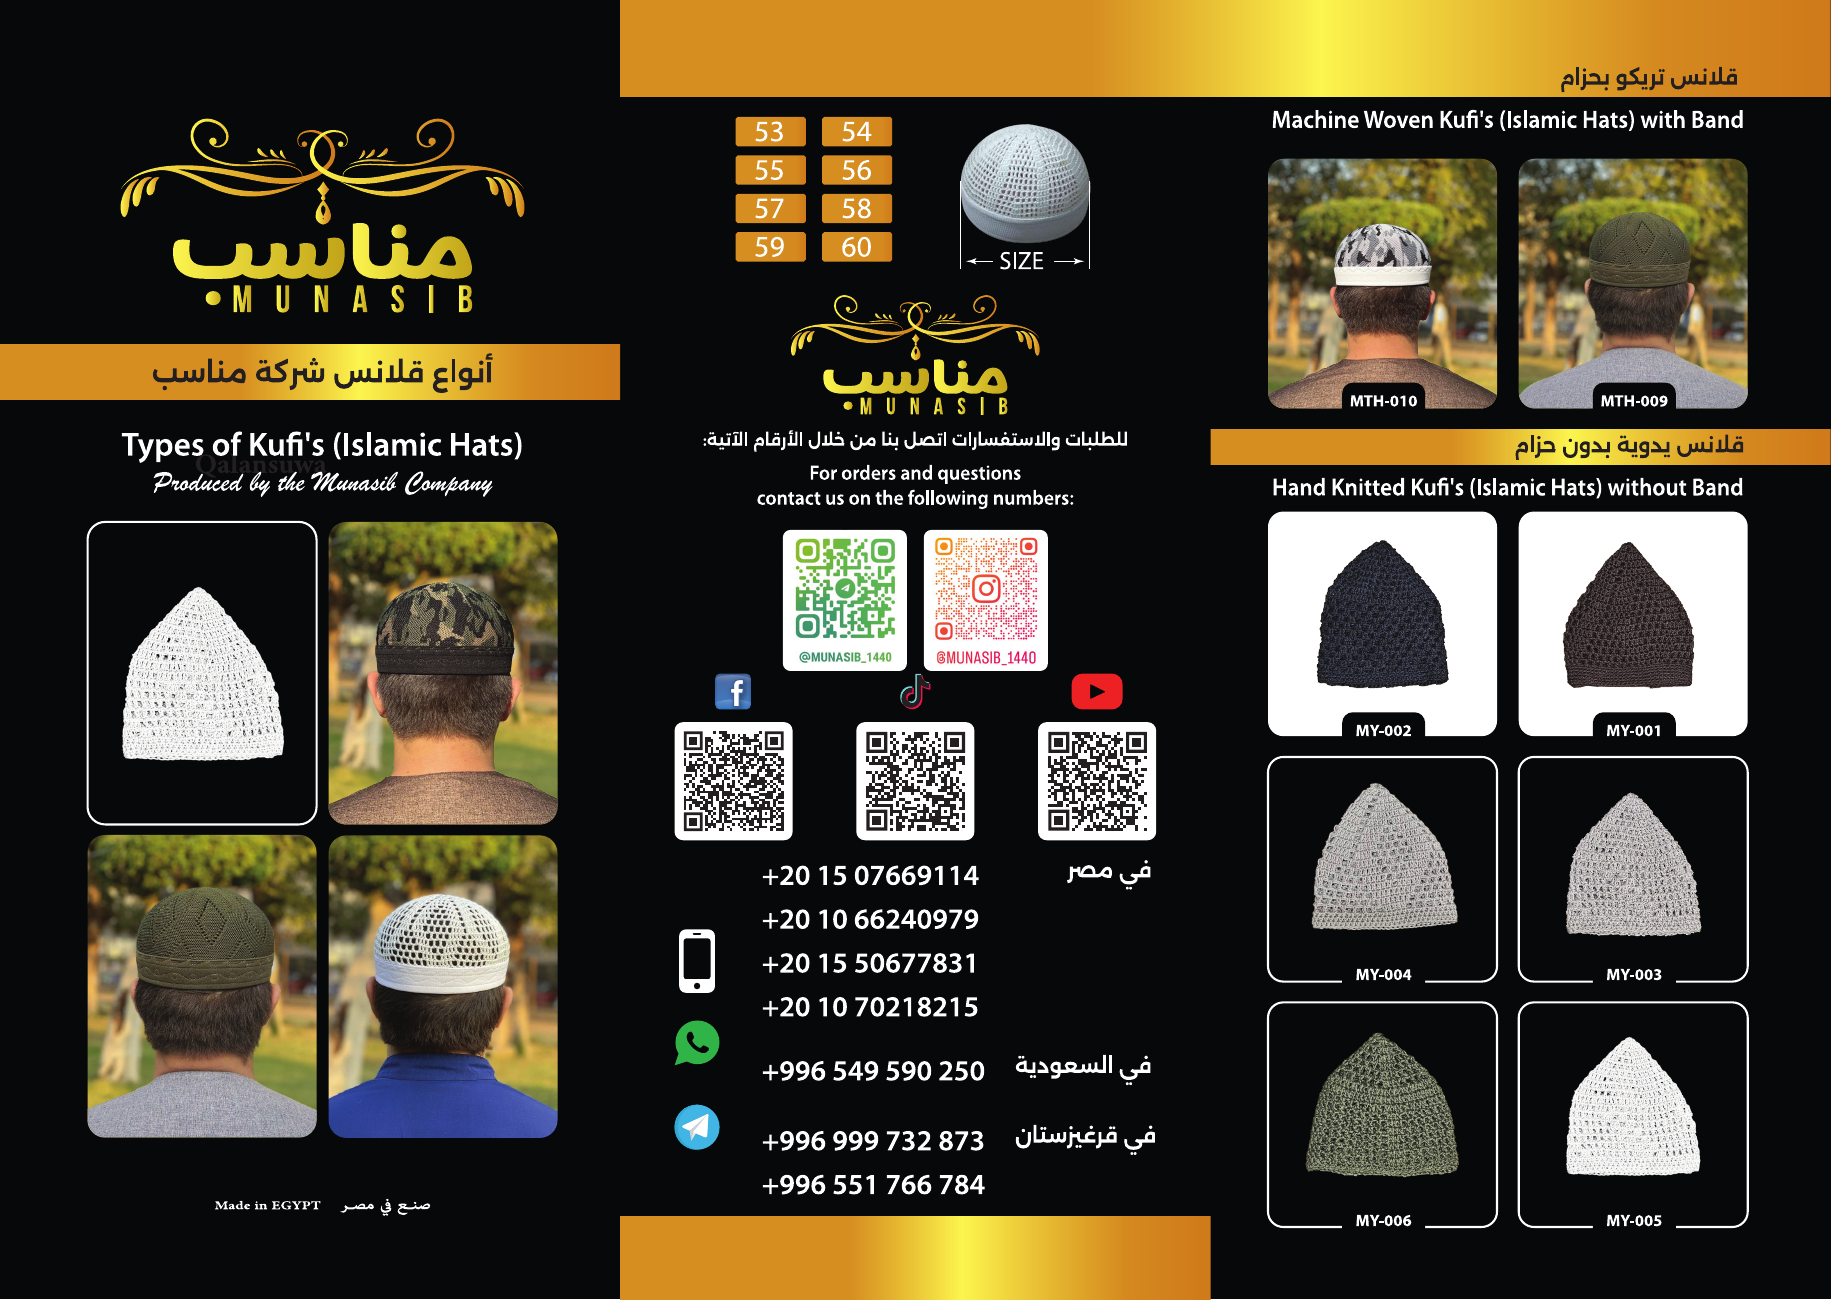 مناسب
MUNASIB
أنواع قلانس شركة مناسب
Types of Kufi's (Islamic Hats)
Qalansuwa
Produced by the Munasib Company
Made in EGYPT صنع في مصر
53 54
55 56
57 58
59 60
SIZE
مناسب
MUNASIB
للطلبات والاستفسارات اتصل بنا من خلال الأرقام الآتية:
For orders and questions
contact us on the following numbers:
@MUNASIB_1440
@MUNASIB_1440
+20 15 07669114 في مصر
+20 10 66240979
+20 15 50677831
+20 10 70218215
+996 549 590 250 في السعودية
+996 999 732 873 في قرغيزستان
+996 551 766 784
قلانس تريكو بحزام
Machine Woven Kufi's (Islamic Hats) with Band
MTH-010 MTH-009
قلانس يدوية بدون حزام
Hand Knitted Kufi's (Islamic Hats) without Band
MY-002 MY-001
MY-004 MY-003
MY-006 MY-005